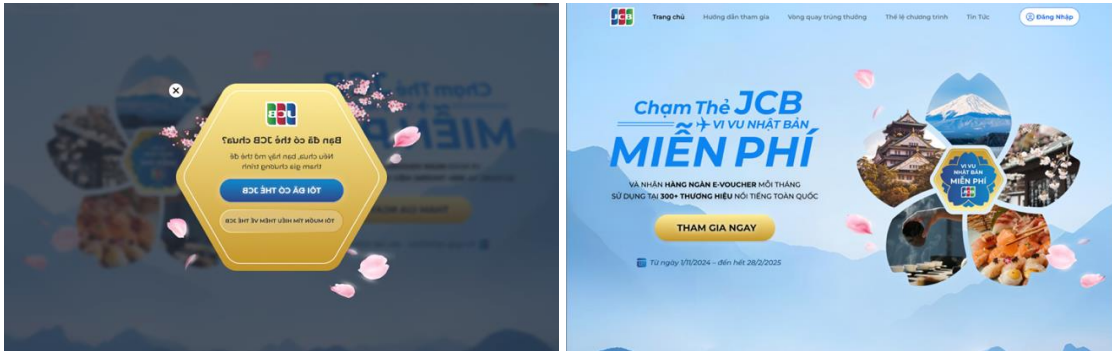 JCB
Bạn đã có thẻ JCB chưa?
Nếu chưa, bạn hãy mở thẻ để
tham gia chương trình
TÔI ĐÃ CÓ THẺ JCB
TÔI MUỐN TÌM HIỂU THÊM VỀ THẺ JCB
Chạm Thẻ JCB
JCB Trang chủ Hướng dẫn tham gia Vòng quay trúng thưởng Thể lệ chương trình Tin Tức Đăng Nhập
Chạm Thẻ JCB
VI VU NHẬT BẢN
MIỄN PHÍ
VÀ NHẬN HÀNG NGÀN E-VOUCHER MỖI THÁNG
SỬ DỤNG TẠI 300+ THƯƠNG HIỆU NỔI TIẾNG TOÀN QUỐC
THAM GIA NGAY
Từ ngày 1/11/2024 – đến hết 28/2/2025
VI VU
NHẬT BẢN
MIỄN PHÍ
JCB